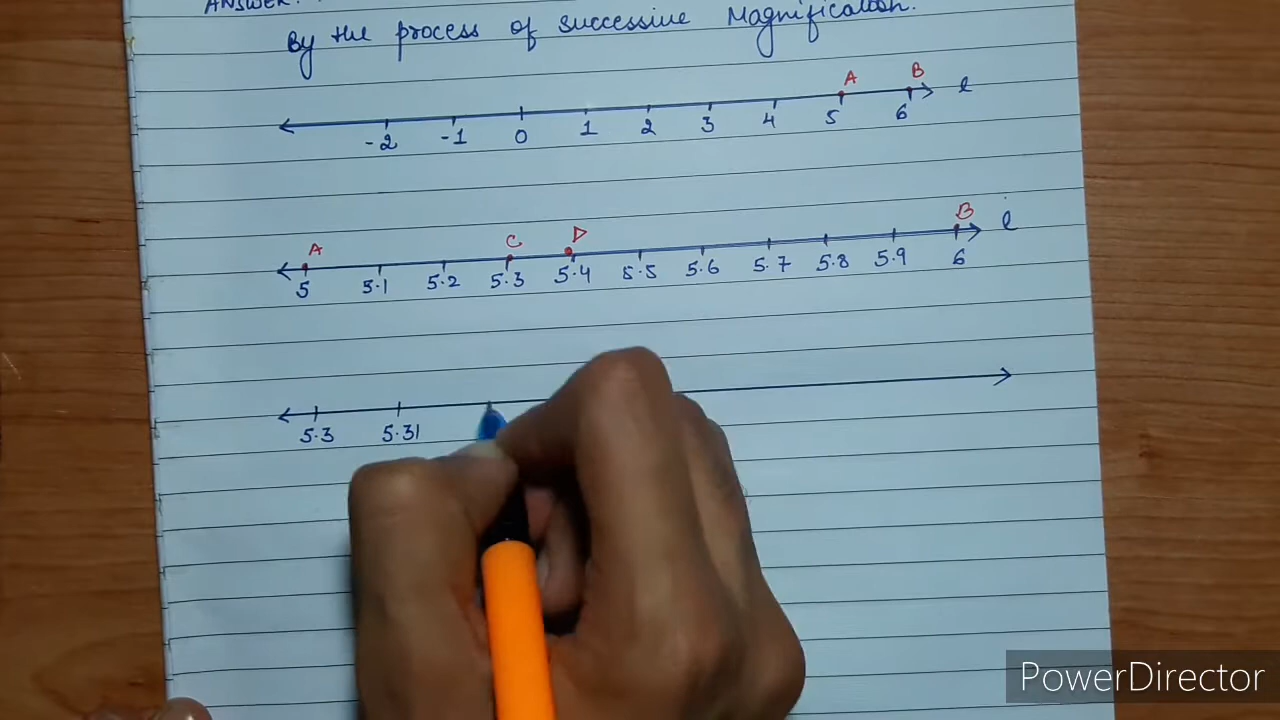 ANSWER:
By the process of successive Magnification.
A B
l
-2 -1 0 1 2 3 4 5 6
A C D B
l
5 5.1 5.2 5.3 5.4 5.5 5.6 5.7 5.8 5.9 6
5.3 5.31
PowerDirector